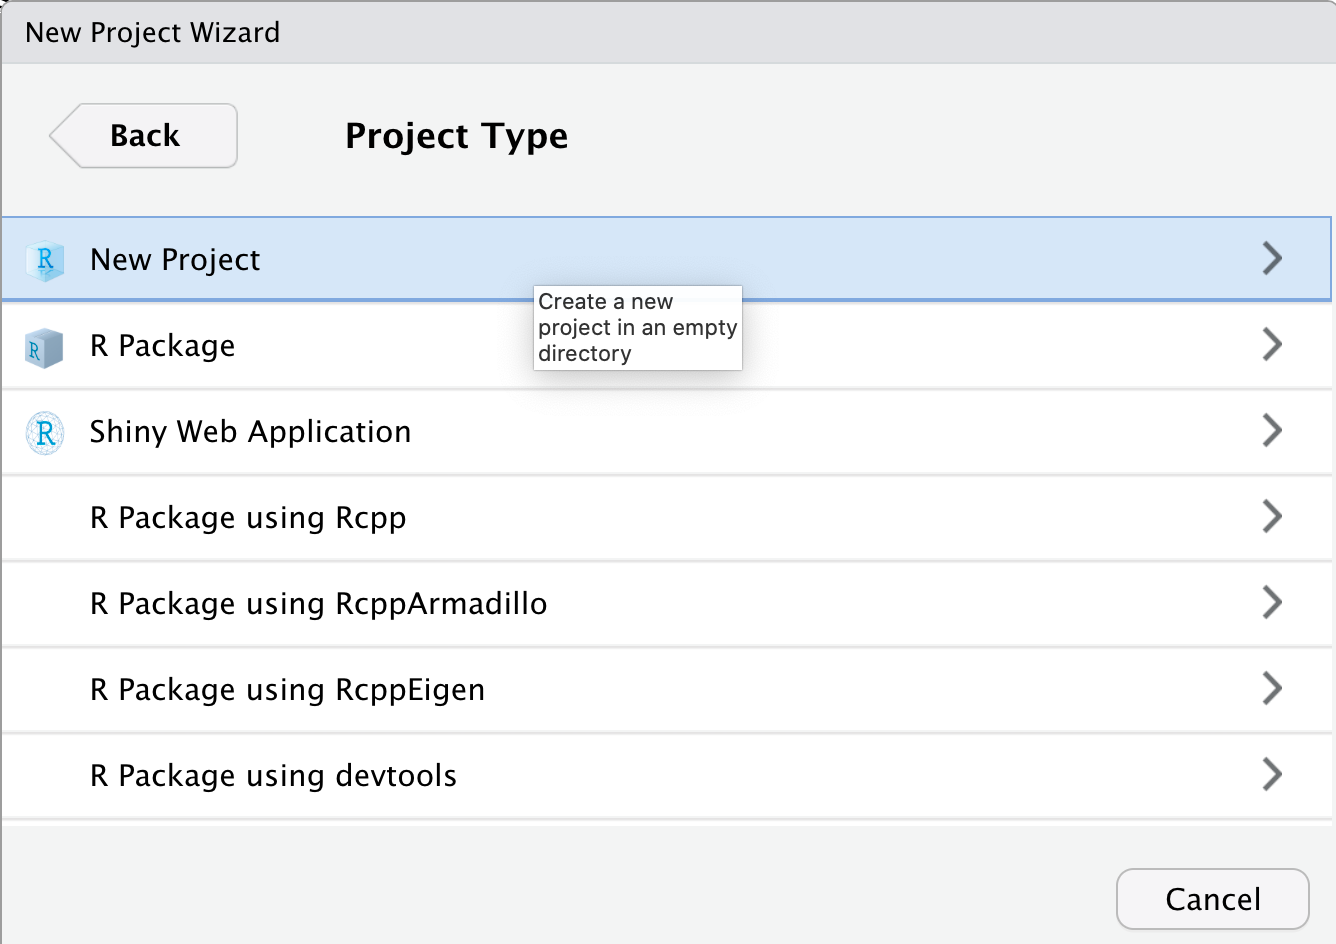 New Project Wizard
Back
Project Type
R
New Project
Create a new
project in an empty
directory
R
R Package
R
Shiny Web Application
R Package using Rcpp
R Package using RcppArmadillo
R Package using RcppEigen
R Package using devtools
Cancel